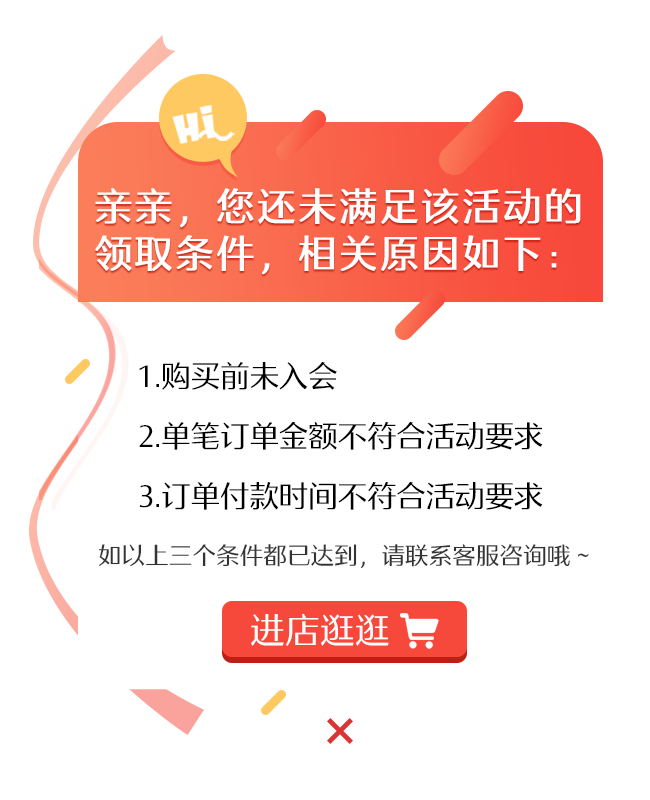 Hi
亲亲，您还未满足该活动的
领取条件，相关原因如下：
1.购买前未入会
2.单笔订单金额不符合活动要求
3.订单付款时间不符合活动要求
如以上三个条件都已达到，请联系客服咨询哦~
进店逛逛